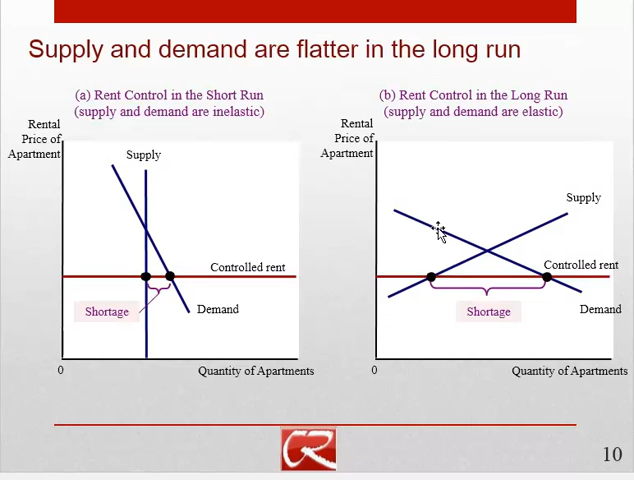 Supply and demand are flatter in the long run
(a) Rent Control in the Short Run
(supply and demand are inelastic)
Rental
Price of
Apartment
Supply
Controlled rent
Shortage
Demand
0
Quantity of Apartments
(b) Rent Control in the Long Run
(supply and demand are elastic)
Rental
Price of
Apartment
Supply
Controlled rent
Shortage
Demand
0
Quantity of Apartments
CR
10